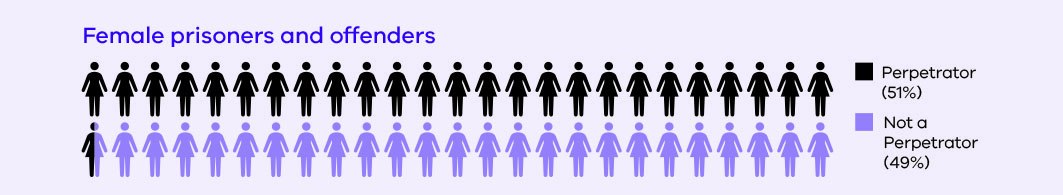 Female prisoners and offenders
Perpetrator
(51%)
Not a
Perpetrator
(49%)